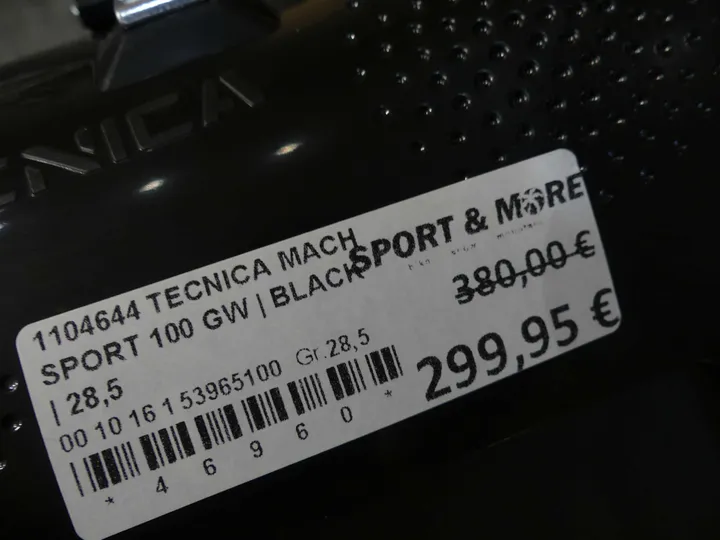 TECNICA
SPORT & MORE
1104644 TECNICA MACH
SPORT 100 GW | BLACK
| 28,5
380,00 €
299,95 €
00 10 16 1 53965100 Gr.28,5
* 4 6 9 6 0 *